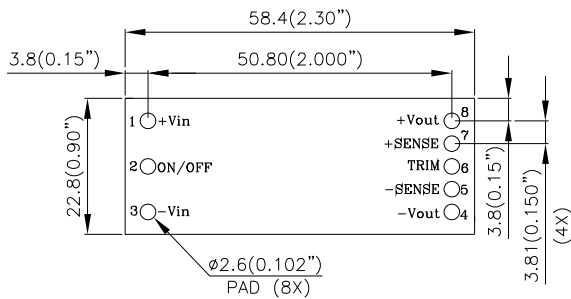 58.4(2.30”)
3.8(0.15”)
50.80(2.000”)
22.8(0.90”)
1 +Vin
2 ON/OFF
3 -Vin
+Vout 8
+SENSE 7
TRIM 6
-SENSE 5
-Vout 4
3.8(0.15”)
3.81(0.150”)
(4X)
ø2.6(0.102”)
PAD (8X)